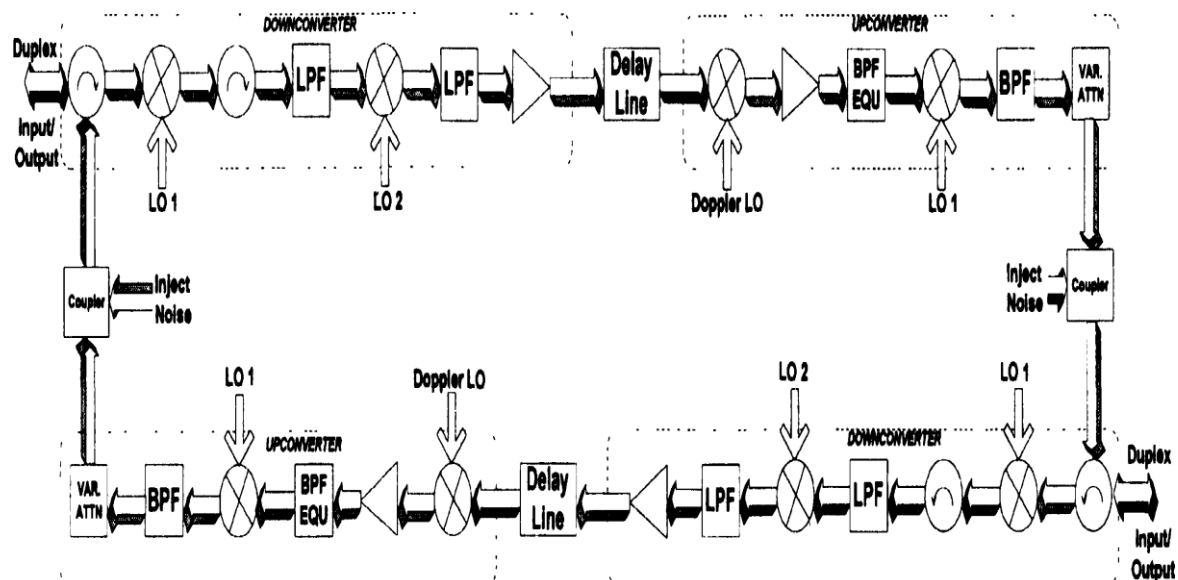 DOWNCONVERTER
UPCONVERTER
Duplex
Input/
Output
LPF
LPF
Delay
Line
BPF
EQU
BPF
VAR.
ATTN
LO 1
LO 2
Doppler LO
LO 1
Coupler
Inject
Noise
Inject
Noise
Coupler
LO 1
Doppler LO
LO 2
LO 1
UPCONVERTER
DOWNCONVERTER
VAR.
ATTN
BPF
BPF
EQU
Delay
Line
LPF
LPF
Duplex
Input/
Output